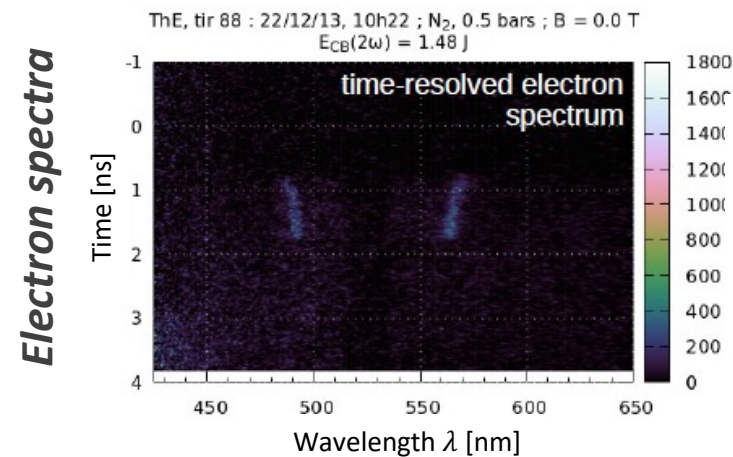 ThE, tir 88 : 22/12/13, 10h22 ; N₂, 0.5 bars ; B = 0.0 T
E_CB(2ω) = 1.48 J
Electron spectra
time-resolved electron
spectrum
Time [ns]
-1
0
1
2
3
4
450 500 550 600 650
Wavelength λ [nm]
1800
1600
1400
1200
1000
800
600
400
200
0